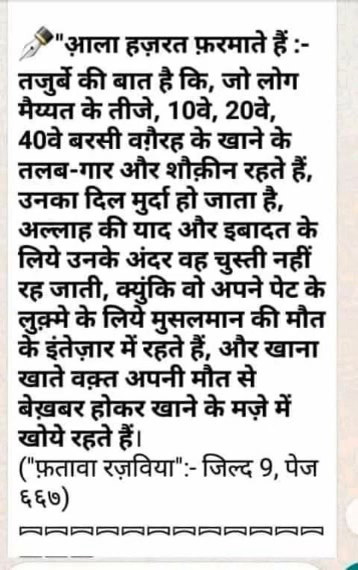 🖋️"आला हज़रत फ़रमाते हैं :-
तजुर्बे की बात है कि, जो लोग
मैय्यत के तीजे, 10वे, 20वे,
40वे बरसी वग़ैरह के खाने के
तलब-गार और शौक़ीन रहते हैं,
उनका दिल मुर्दा हो जाता है,
अल्लाह की याद और इबादत के
लिये उनके अंदर वह चुस्ती नहीं
रह जाती, क्युंकि वो अपने पेट के
लुक़्मे के लिये मुसलमान की मौत
के इंतेज़ार में रहते हैं, और खाना
खाते वक़्त अपनी मौत से
बेख़बर होकर खाने के मज़े में
खोये रहते हैं।
("फ़तावा रज़विया":- जिल्द 9, पेज
६६७)